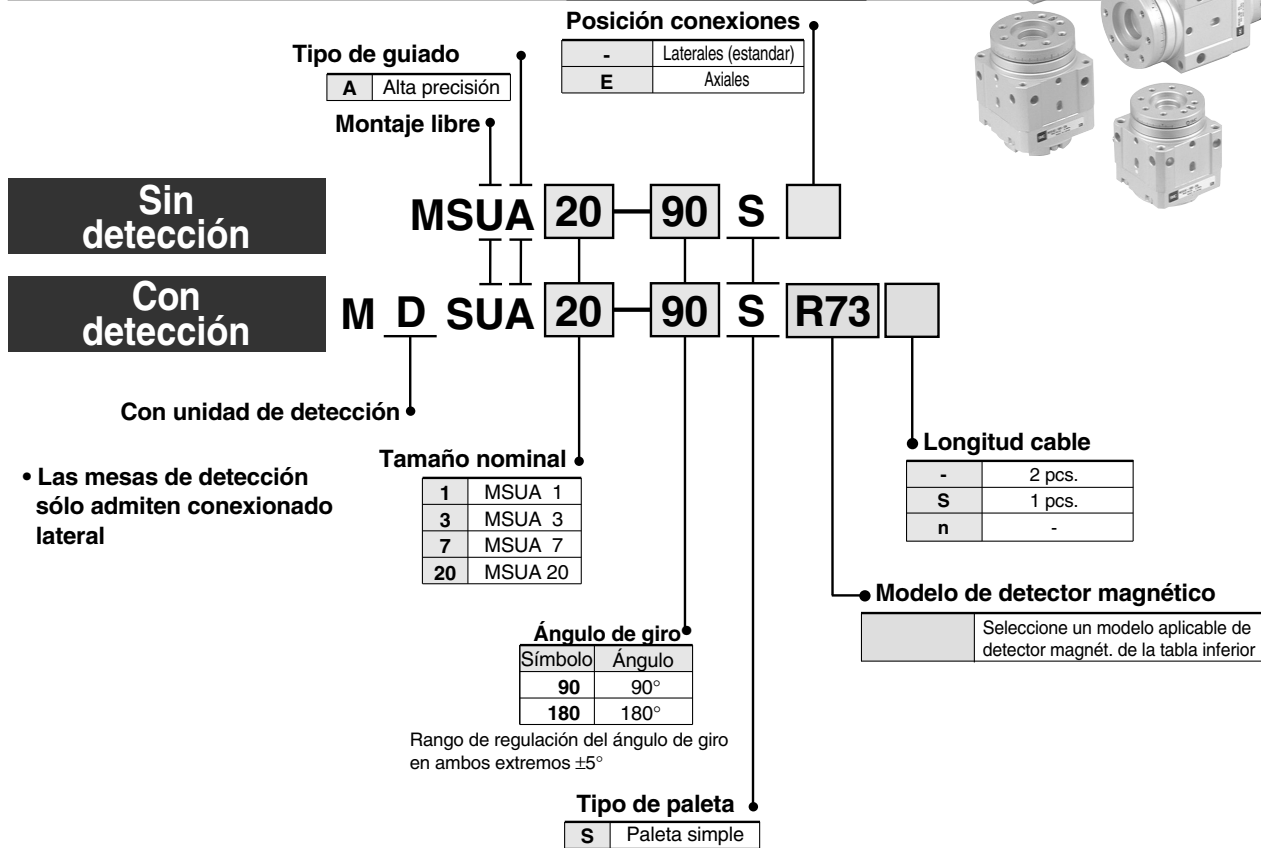 Posición conexiones
- Laterales (estandar)
E Axiales
Tipo de guiado
A Alta precisión
Montaje libre
Sin
detección
MSUA 20 — 90 S
Con
detección
M D SUA 20 — 90 S R73
Con unidad de detección
• Las mesas de detección
sólo admiten conexionado
lateral
Tamaño nominal
1 MSUA 1
3 MSUA 3
7 MSUA 7
20 MSUA 20
Longitud cable
- 2 pcs.
S 1 pcs.
n -
Modelo de detector magnético
Seleccione un modelo aplicable de
detector magnét. de la tabla inferior
Ángulo de giro
Símbolo Ángulo
90 90°
180 180°
Rango de regulación del ángulo de giro
en ambos extremos ±5°
Tipo de paleta
S Paleta simple